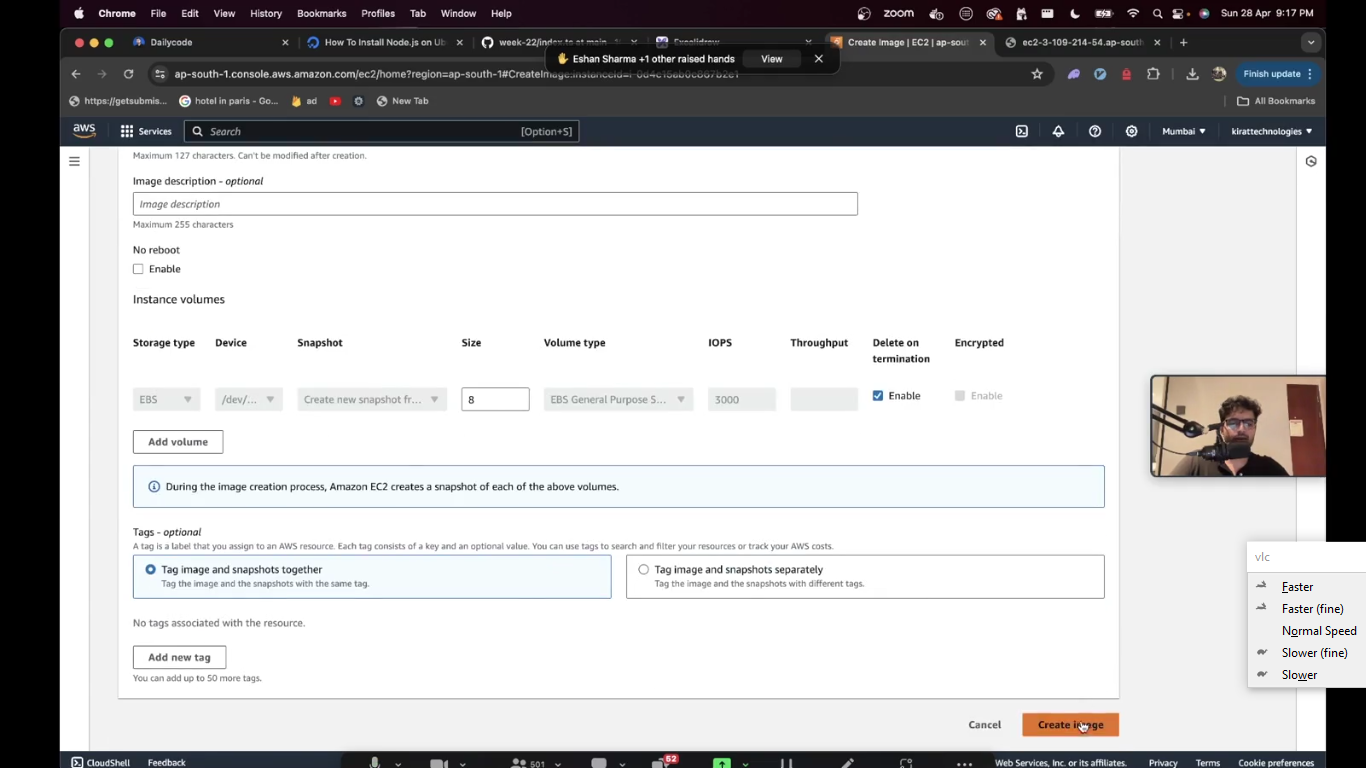 Chrome File Edit View History Bookmarks Profiles Tab Window Help zoom Sun 28 Apr 9:17 PM
Dailycode How To Install Node.js on Ub week-22/index.ts at main Excalidraw Create Image | EC2 | ap-sout ec2-3-109-214-54.ap-south
Eshan Sharma +1 other raised hands View
ap-south-1.console.aws.amazon.com/ec2/home?region=ap-south-1#CreateImage:instanceId= Finish update
https://getsubmis... hotel in paris - Go... ad New Tab All Bookmarks
aws Services Search [Option+S] Mumbai kirattechnologies
Maximum 127 characters. Can't be modified after creation.
Image description - optional
Image description
Maximum 255 characters
No reboot
Enable
Instance volumes
Storage type Device Snapshot Size Volume type IOPS Throughput Delete on termination Encrypted
EBS /dev/... Create new snapshot fr... 8 EBS General Purpose S... 3000 Enable Enable
Add volume
During the image creation process, Amazon EC2 creates a snapshot of each of the above volumes.
Tags - optional
A tag is a label that you assign to an AWS resource. Each tag consists of a key and an optional value. You can use tags to search and filter your resources or track your AWS costs.
Tag image and snapshots together
Tag the image and the snapshots with the same tag.
Tag image and snapshots separately
Tag the image and the snapshots with different tags.
No tags associated with the resource.
Add new tag
You can add up to 50 more tags.
Cancel Create image
vlc
Faster
Faster (fine)
Normal Speed
Slower (fine)
Slower
CloudShell Feedback 501 52 Web Services, Inc. or its affiliates. Privacy Terms Cookie preferences